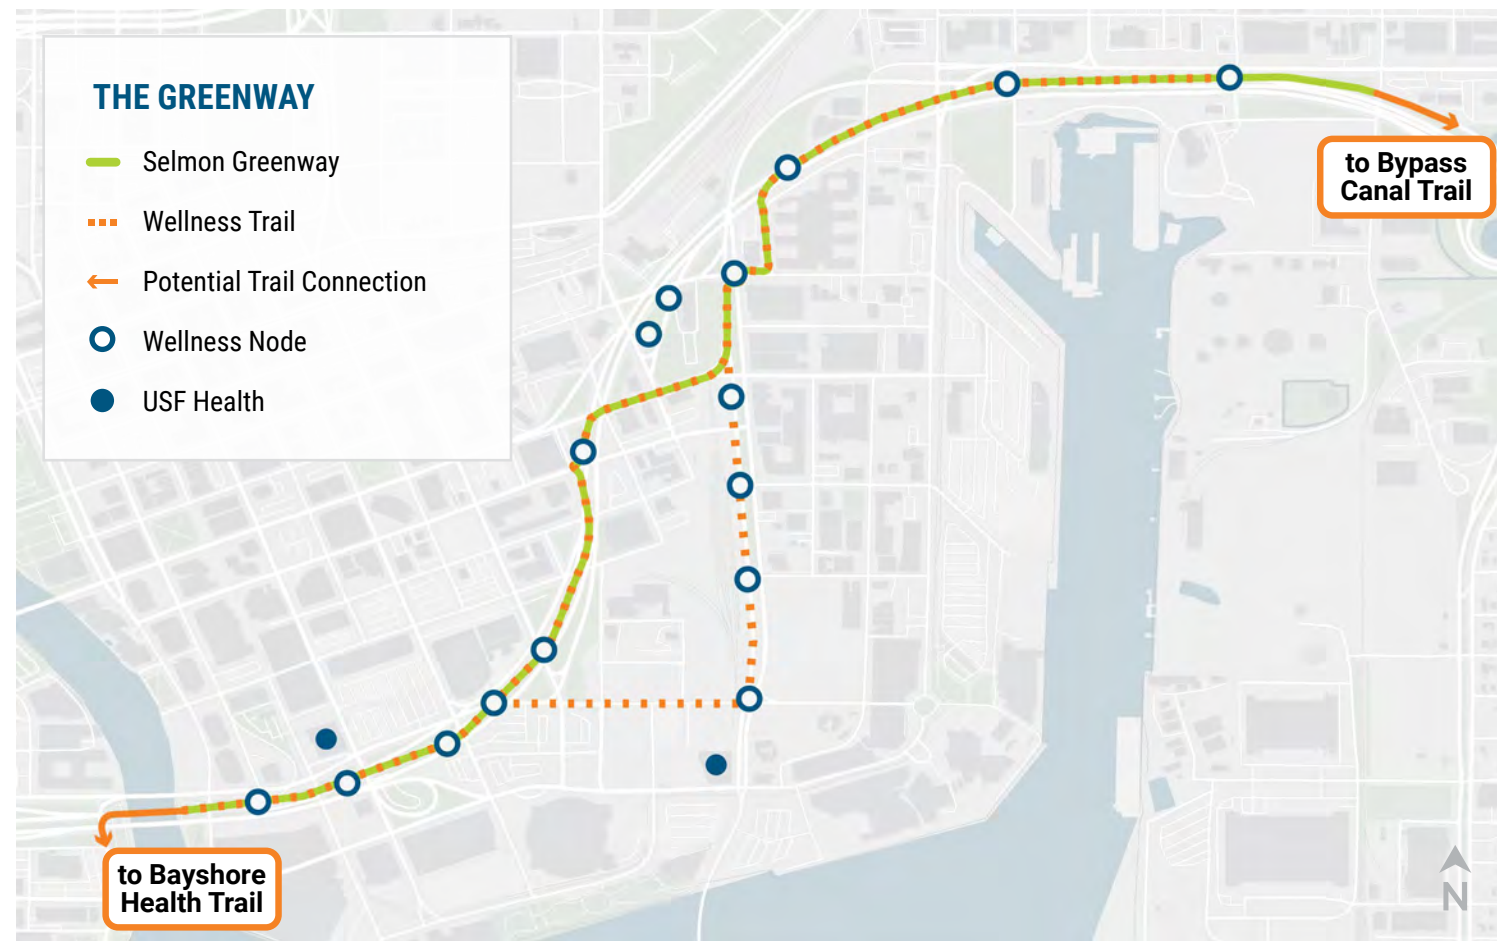 THE GREENWAY
Selmon Greenway
Wellness Trail
Potential Trail Connection
Wellness Node
USF Health
to Bypass
Canal Trail
to Bayshore
Health Trail
N